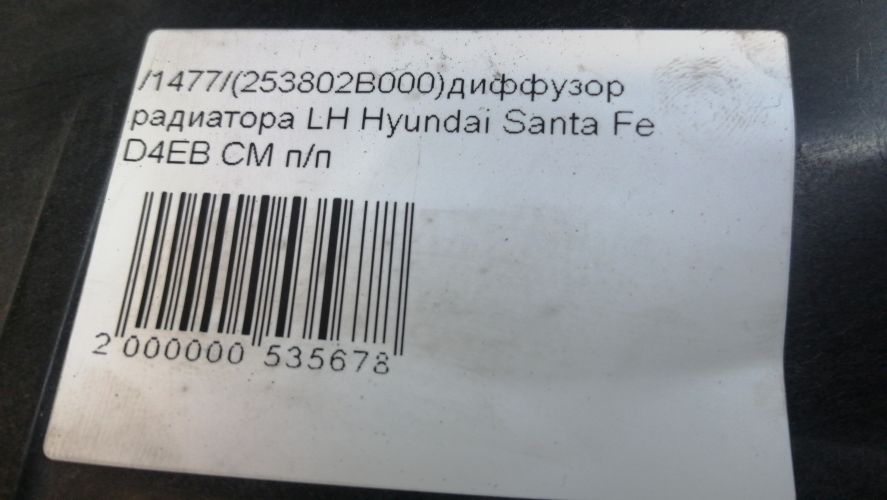 /1477/(253802B000)диффузор
радиатора LH Hyundai Santa Fe
D4EB CM п/п
2 000000 535678